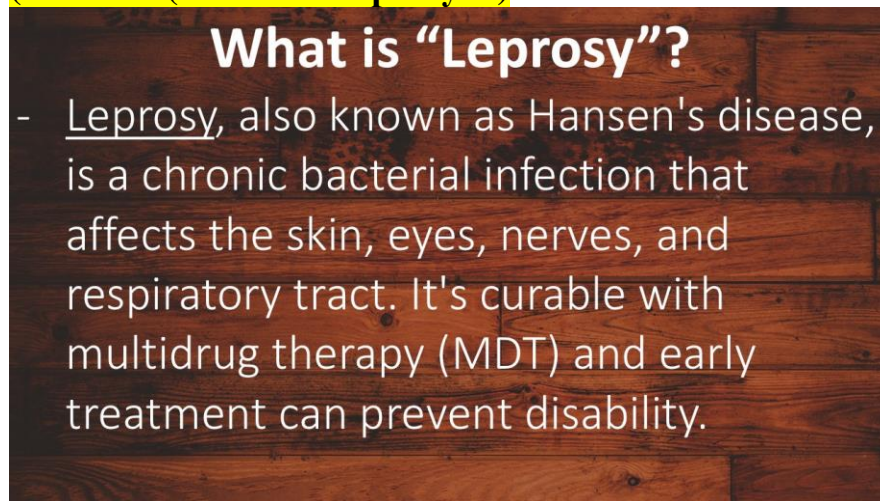 What is “Leprosy”?
- Leprosy, also known as Hansen's disease,
is a chronic bacterial infection that
affects the skin, eyes, nerves, and
respiratory tract. It's curable with
multidrug therapy (MDT) and early
treatment can prevent disability.